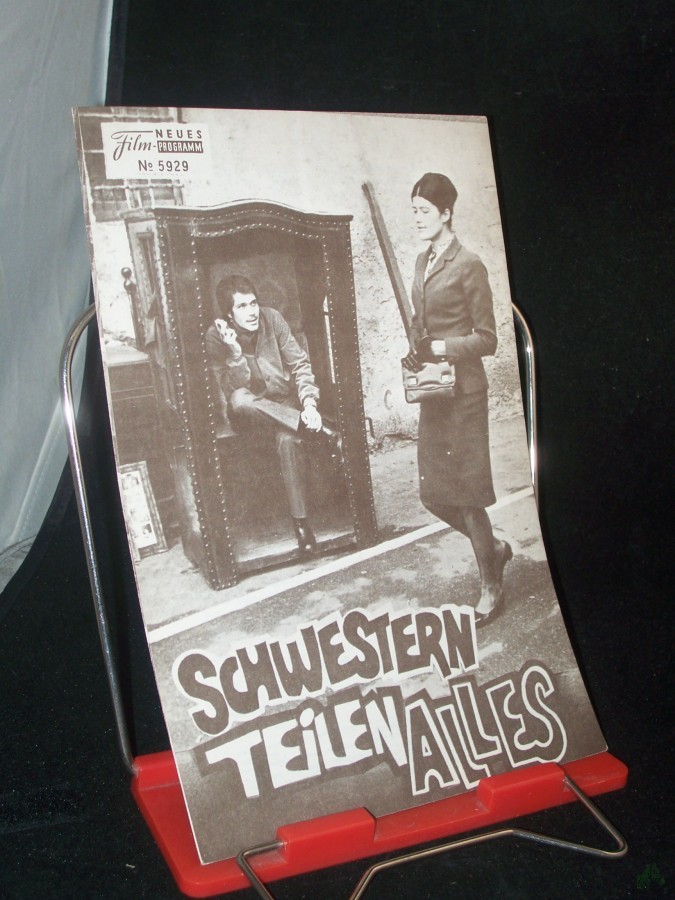 NEUES
Film-PROGRAMM
№ 5929
SCHWESTERN
TEILEN ALLES